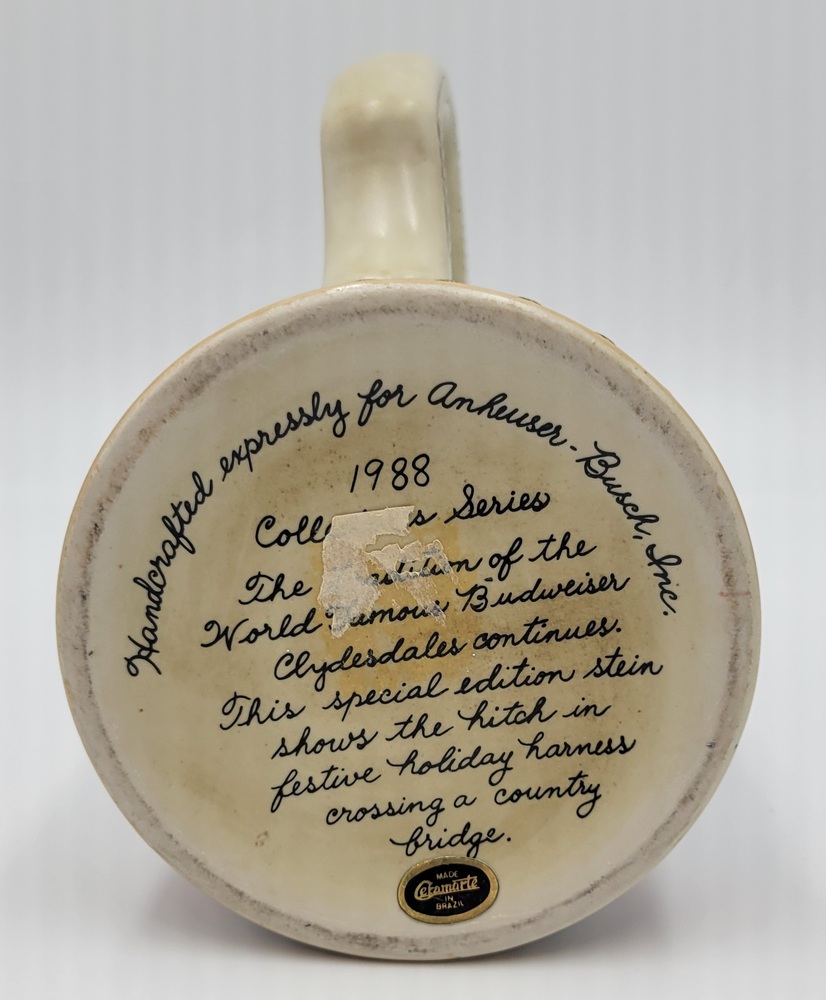 Handcrafted expressly for Anheuser-Busch, Inc.
1988
Series
The of the
World Famous Budweiser
Clydesdales continues.
This special edition stein
shows the hitch in
festive holiday harness
crossing a country
bridge.
MADE
Ceramarte
IN
BRAZIL